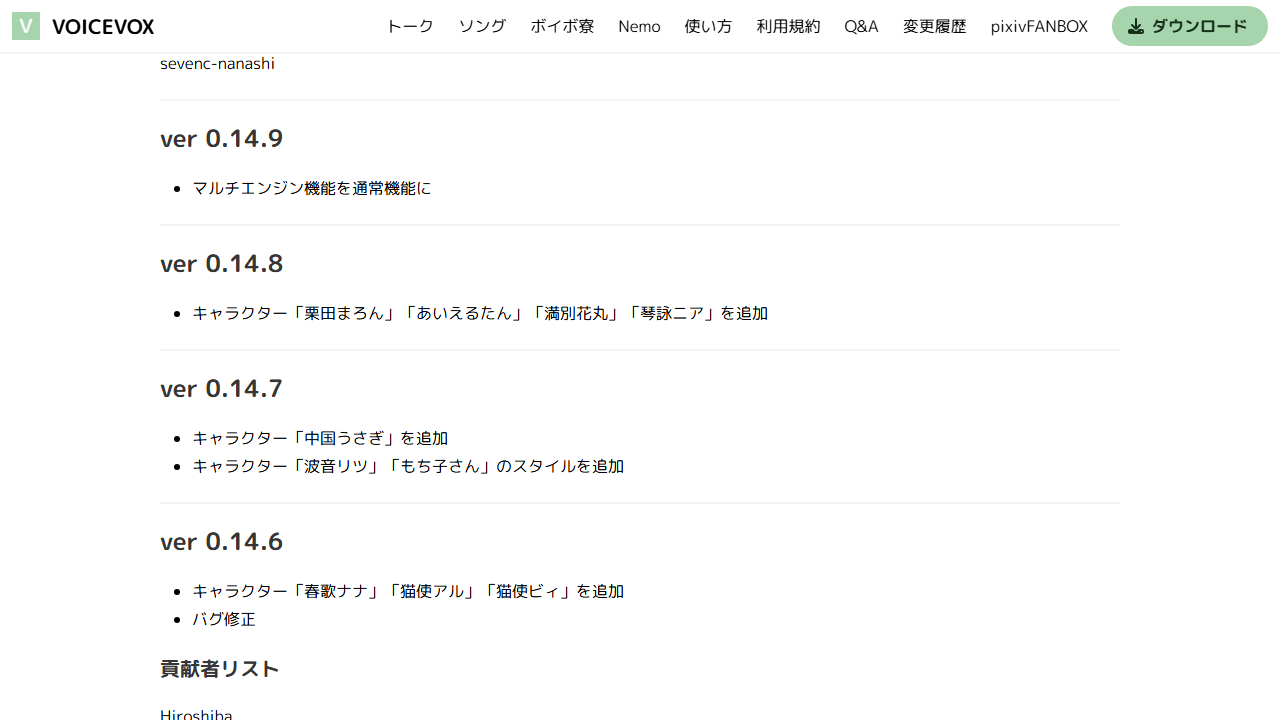 V VOICEVOX トーク ソング ボイボ寮 Nemo 使い方 利用規約 Q&A 変更履歴 pixivFANBOX ダウンロード
sevenc-nanashi
ver 0.14.9
マルチエンジン機能を通常機能に
ver 0.14.8
キャラクター「栗田まろん」「あいえるたん」「満別花丸」「琴詠ニア」を追加
ver 0.14.7
キャラクター「中国うさぎ」を追加
キャラクター「波音リツ」「もち子さん」のスタイルを追加
ver 0.14.6
キャラクター「春歌ナナ」「猫使アル」「猫使ビィ」を追加
バグ修正
貢献者リスト
Hiroshiba